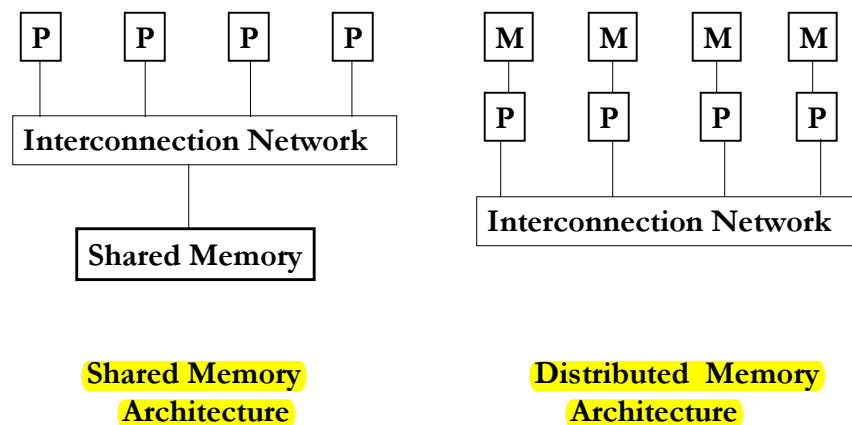 P P P P
Interconnection Network
Shared Memory
Shared Memory
Architecture
M M M M
P P P P
Interconnection Network
Distributed Memory
Architecture